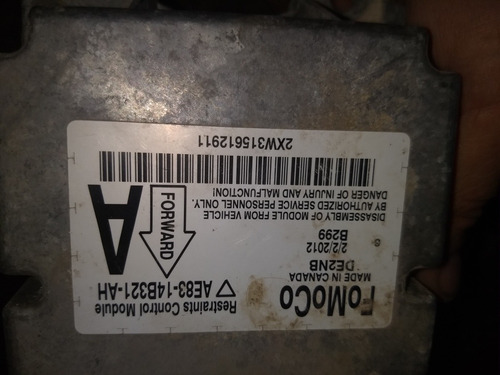 FoMoCo
MADE IN CANADA
DE2NB
2/2/2012
B299
Restraints Control Module
AE83-14B321-AH
FORWARD
A
DISASSEMBLY OF MODULE FROM VEHICLE
BY AUTHORIZED SERVICE PERSONNEL ONLY.
DANGER OF INJURY AND MALFUNCTION!
2XW315612911